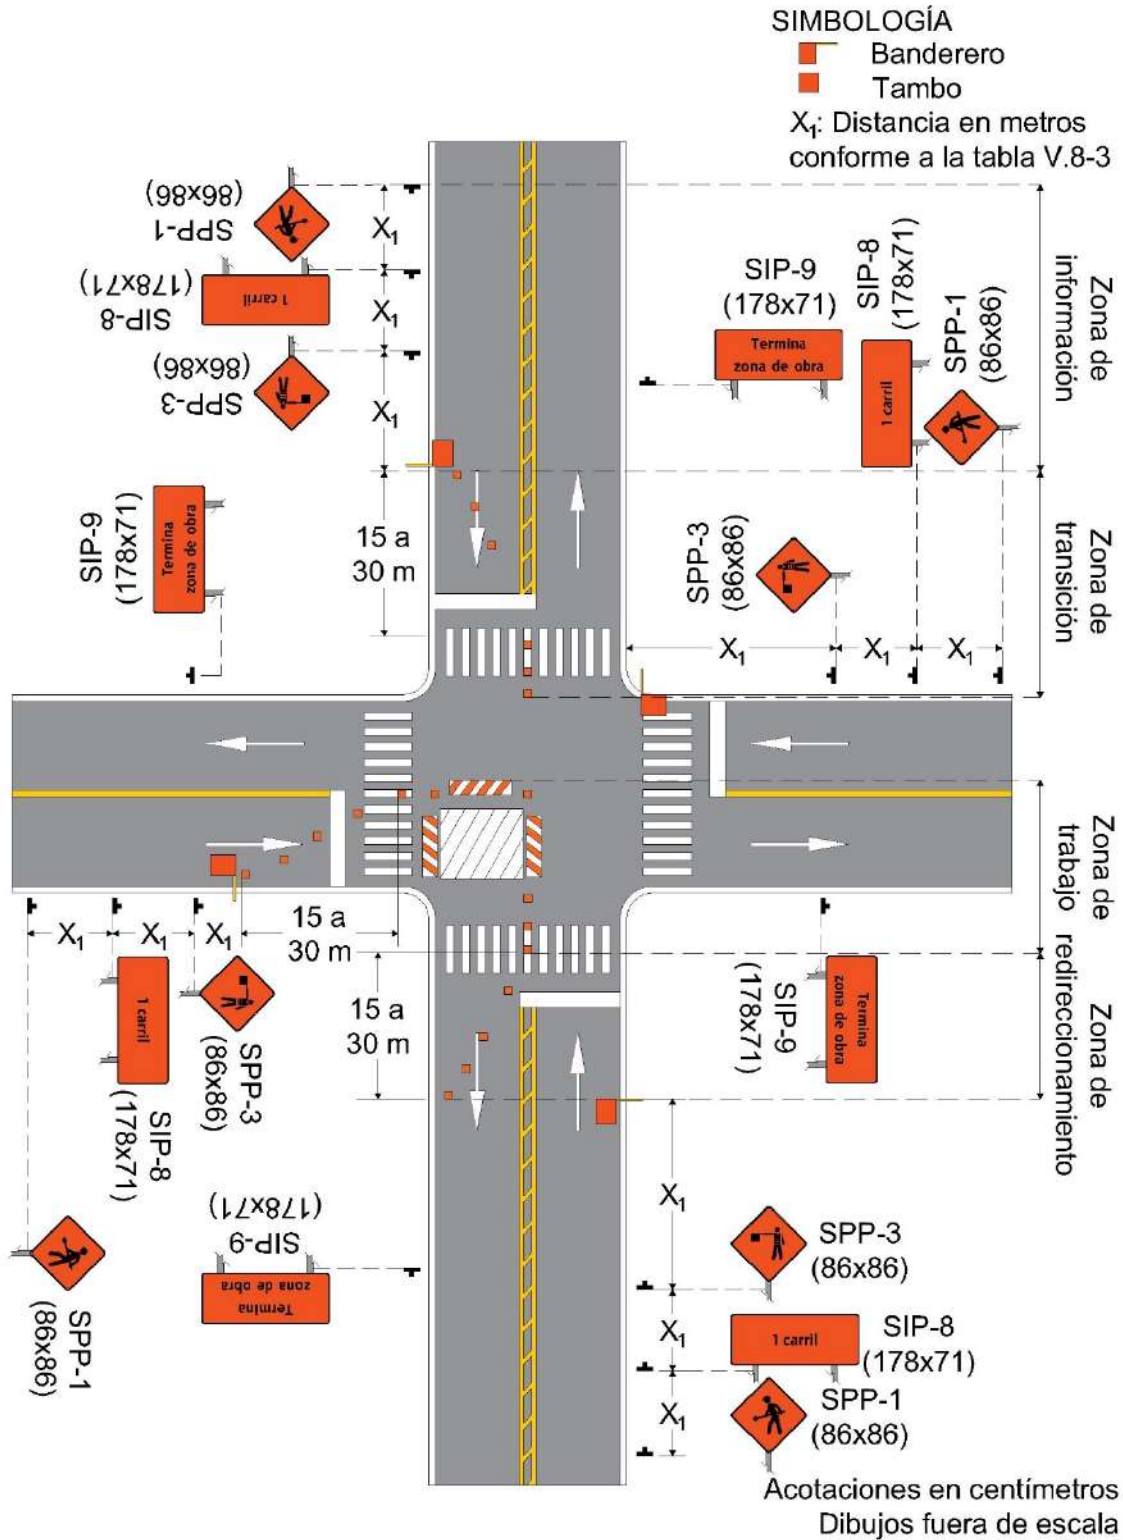 SIMBOLOGÍA
Banderero
Tambo
X₁: Distancia en metros
conforme a la tabla V.8-3
SPP-1
(86x86)
X₁
SIP-8
(178x71)
1 carril
X₁
SPP-3
(86x86)
X₁
SIP-9
(178x71)
Termina
zona de obra
15 a
30 m
SIP-9
(178x71)
Termina
zona de obra
SIP-8
(178x71)
1 carril
SPP-1
(86x86)
Zona de
información
SPP-3
(86x86)
X₁
X₁
X₁
Zona de
transición
Zona de
trabajo
Zona de
redireccionamiento
X₁
X₁
X₁
15 a
30 m
15 a
30 m
1 carril
SIP-8
(178x71)
SPP-3
(86x86)
SPP-1
(86x86)
SIP-9
(178x71)
Termina
zona de obra
SIP-9
(178x71)
Termina
zona de obra
X₁
SPP-3
(86x86)
X₁
1 carril
SIP-8
(178x71)
X₁
SPP-1
(86x86)
Acotaciones en centímetros
Dibujos fuera de escala